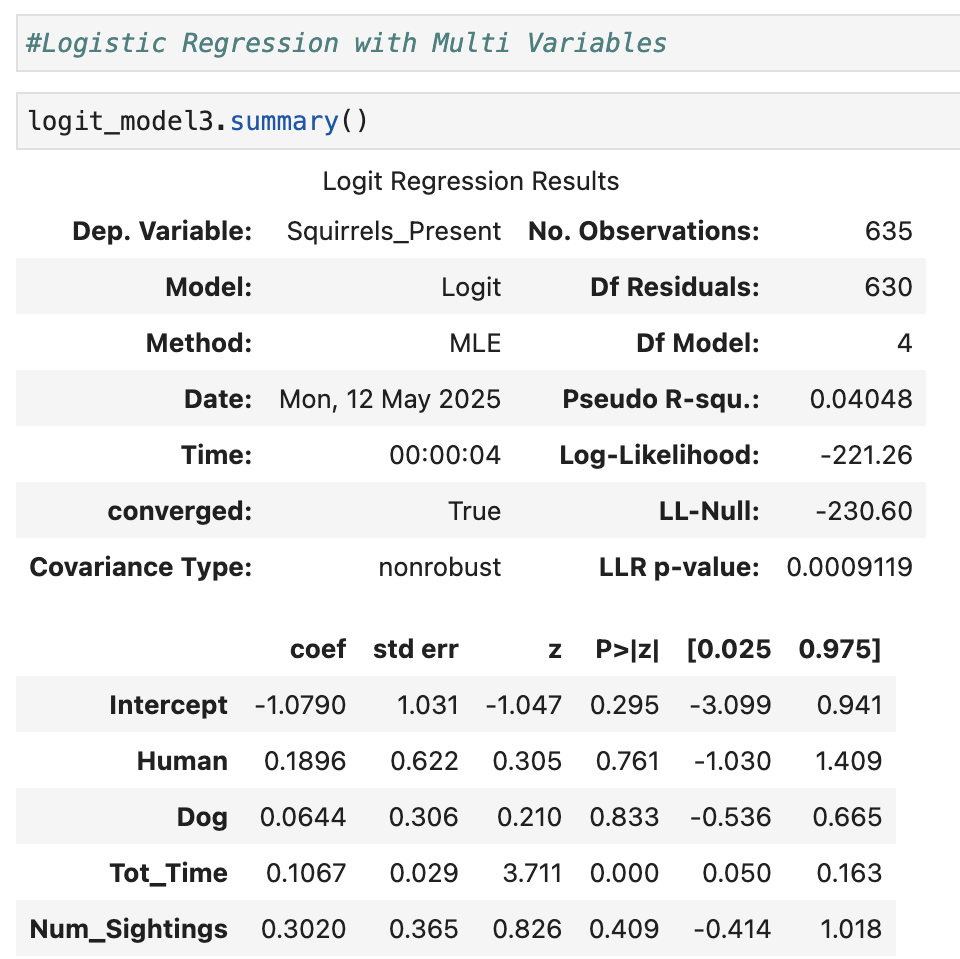 #Logistic Regression with Multi Variables
logit_model3.summary()
Logit Regression Results
Dep. Variable: Squirrels_Present No. Observations: 635
Model: Logit Df Residuals: 630
Method: MLE Df Model: 4
Date: Mon, 12 May 2025 Pseudo R-squ.: 0.04048
Time: 00:00:04 Log-Likelihood: -221.26
converged: True LL-Null: -230.60
Covariance Type: nonrobust LLR p-value: 0.0009119
coef std err z P>|z| [0.025 0.975]
Intercept -1.0790 1.031 -1.047 0.295 -3.099 0.941
Human 0.1896 0.622 0.305 0.761 -1.030 1.409
Dog 0.0644 0.306 0.210 0.833 -0.536 0.665
Tot_Time 0.1067 0.029 3.711 0.000 0.050 0.163
Num_Sightings 0.3020 0.365 0.826 0.409 -0.414 1.018